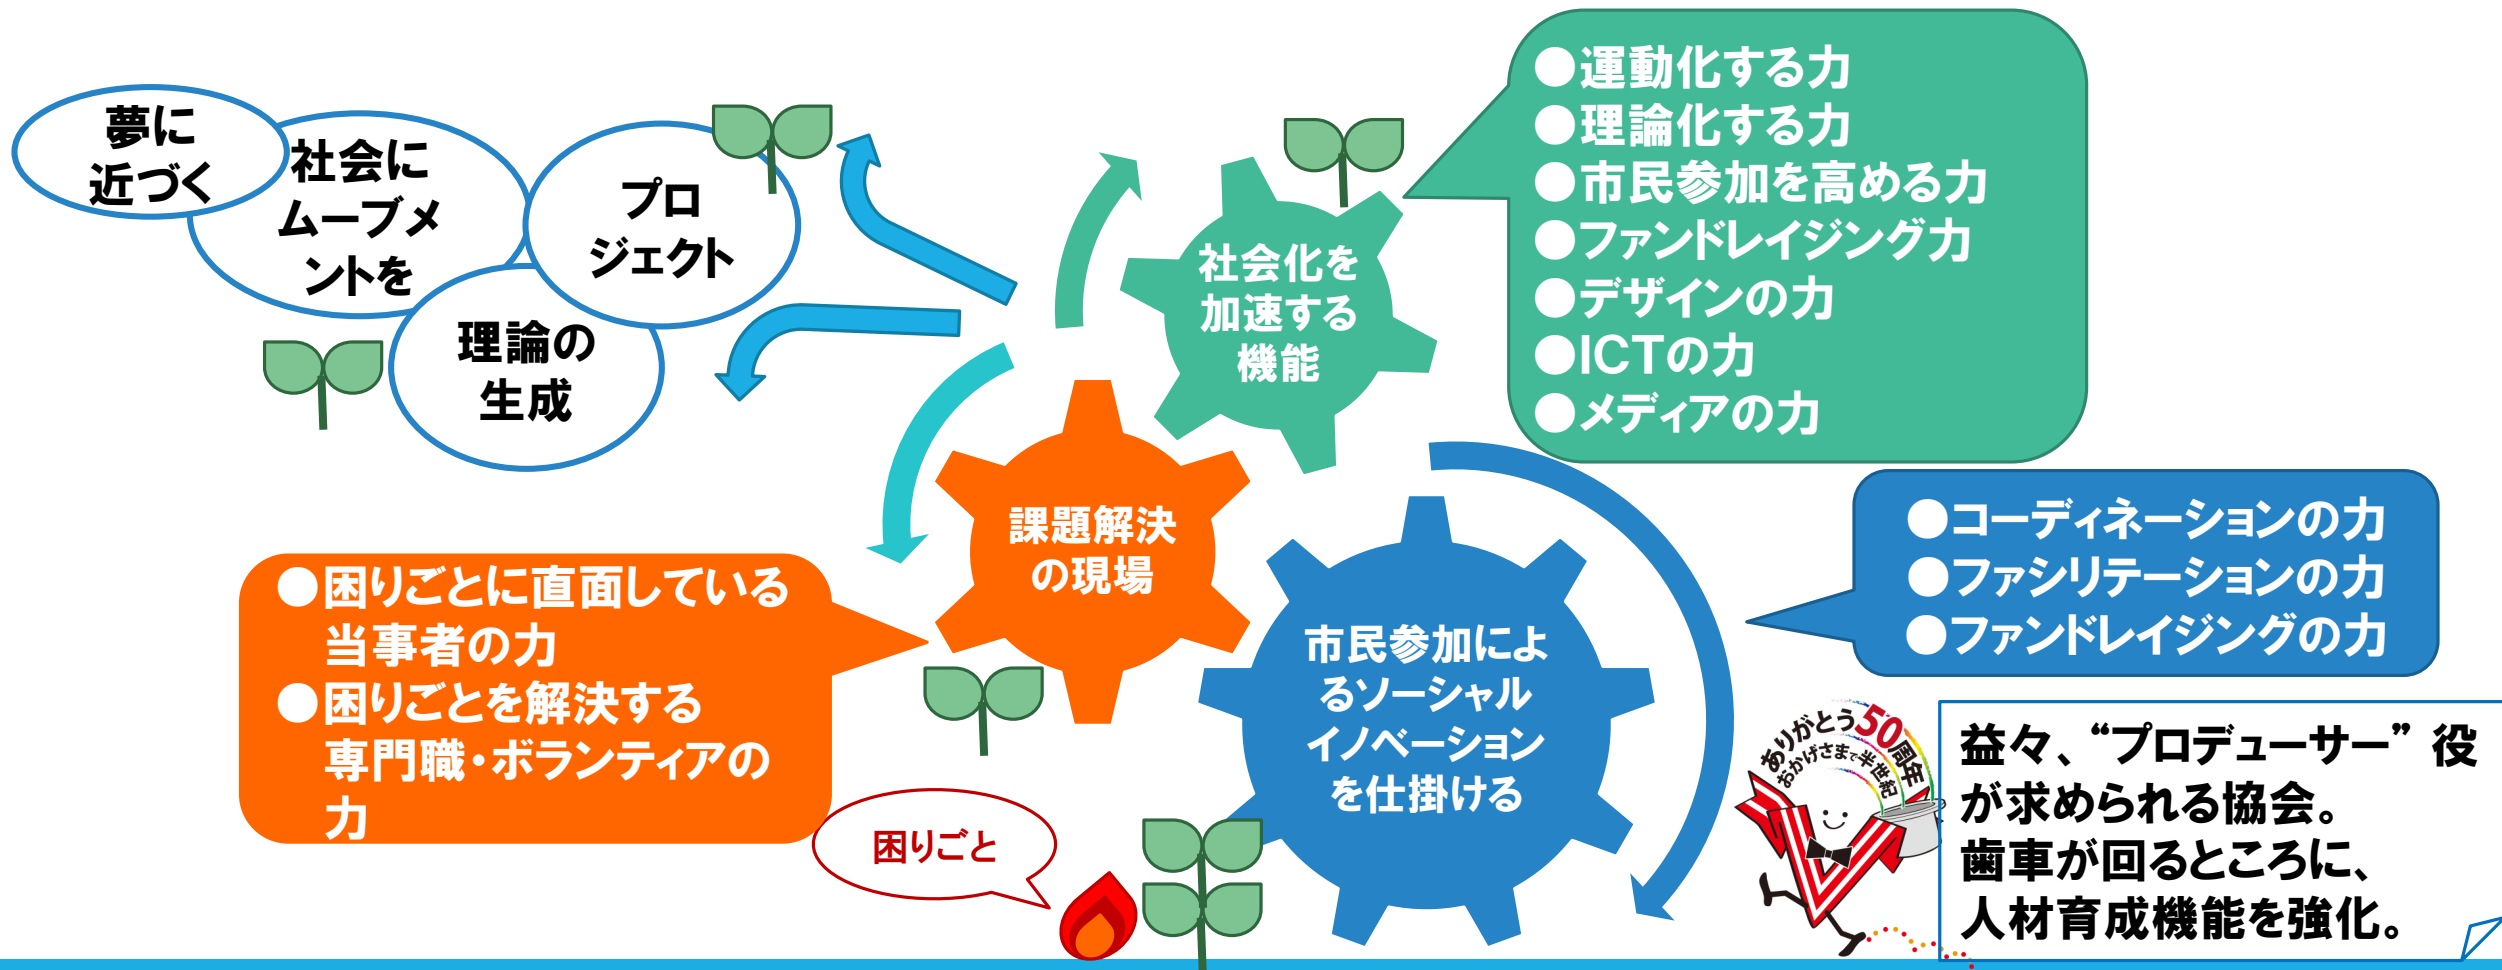 夢に
近づく
社会に
ムーブメ
ントを
プロ
ジェクト
理論の
生成
社会化を
加速する
機能
●運動化する力
●理論化する力
●市民参加を高める力
●ファンドレイジング力
●デザインの力
●ICTの力
●メディアの力
課題解決
の現場
●困りごとに直面している
当事者の力
●困りごとを解決する
専門職・ボランティアの
力
困りごと
市民参加によ
るソーシャル
イノベーション
を仕掛ける
●コーディネーションの力
●ファシリテーションの力
●ファンドレイジングの力
ありがとう50周年
おかげさまで半世紀
益々、“プロデューサー”役
が求められる協会。
歯車が回るところに、
人材育成機能を強化。